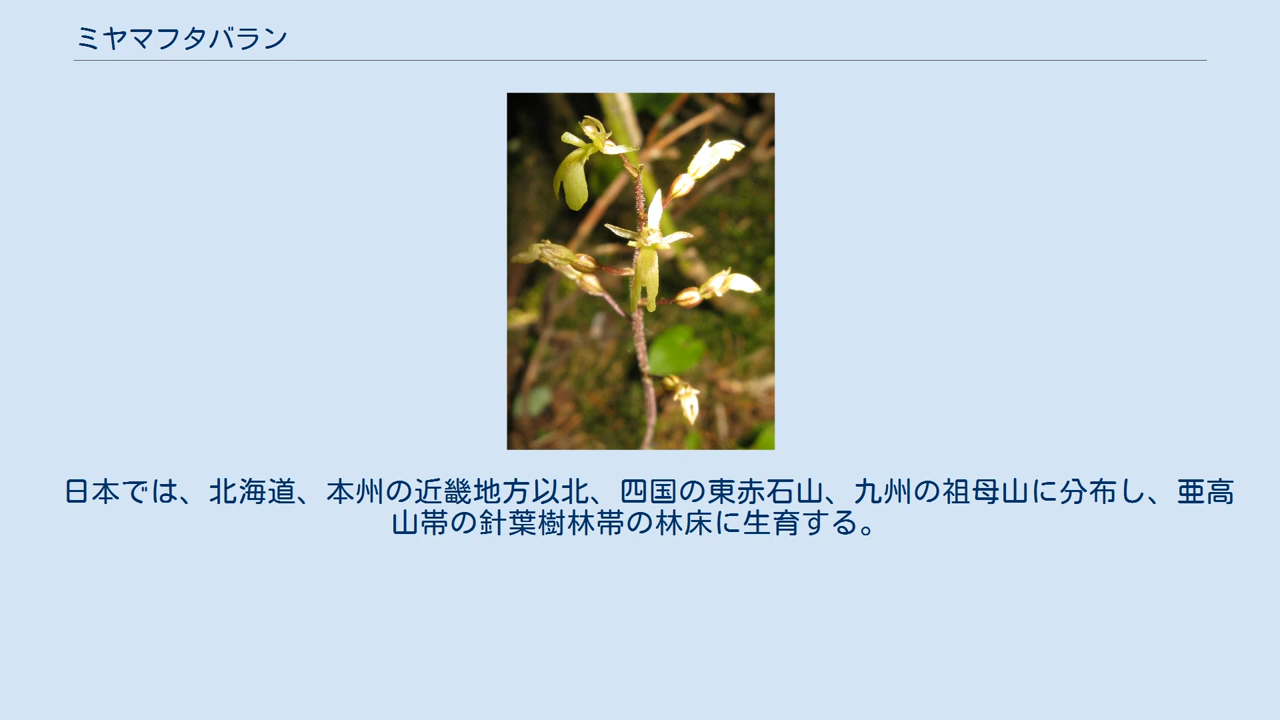 ミヤマフタバラン
日本では、北海道、本州の近畿地方以北、四国の東赤石山、九州の祖母山に分布し、亜高
山帯の針葉樹林帯の林床に生育する。